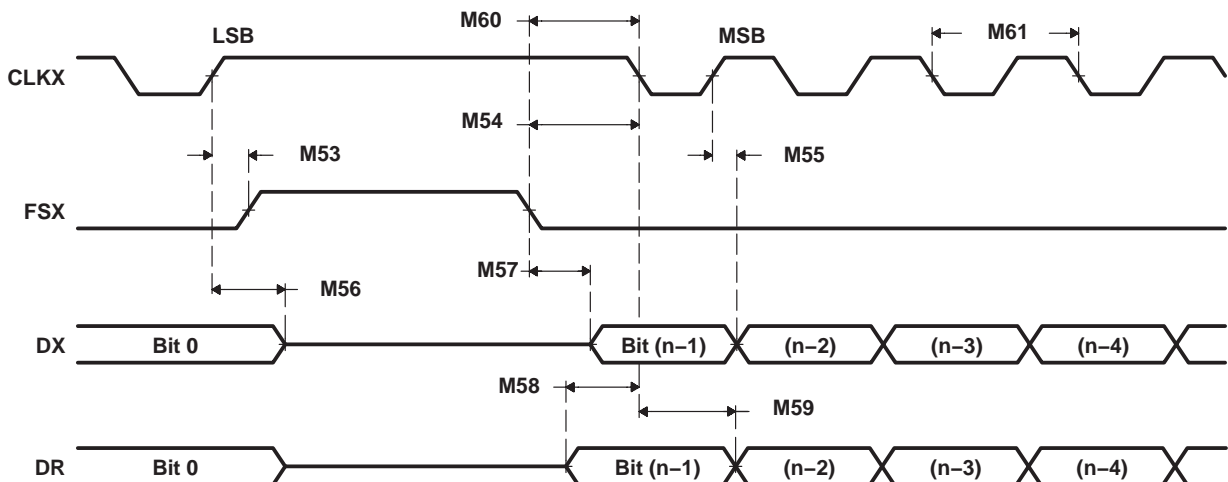 M60
LSB
MSB
M61
CLKX
M54
M53
M55
FSX
M57
M56
DX
Bit 0
Bit (n−1)
(n−2)
(n−3)
(n−4)
M58
M59
DR
Bit 0
Bit (n−1)
(n−2)
(n−3)
(n−4)